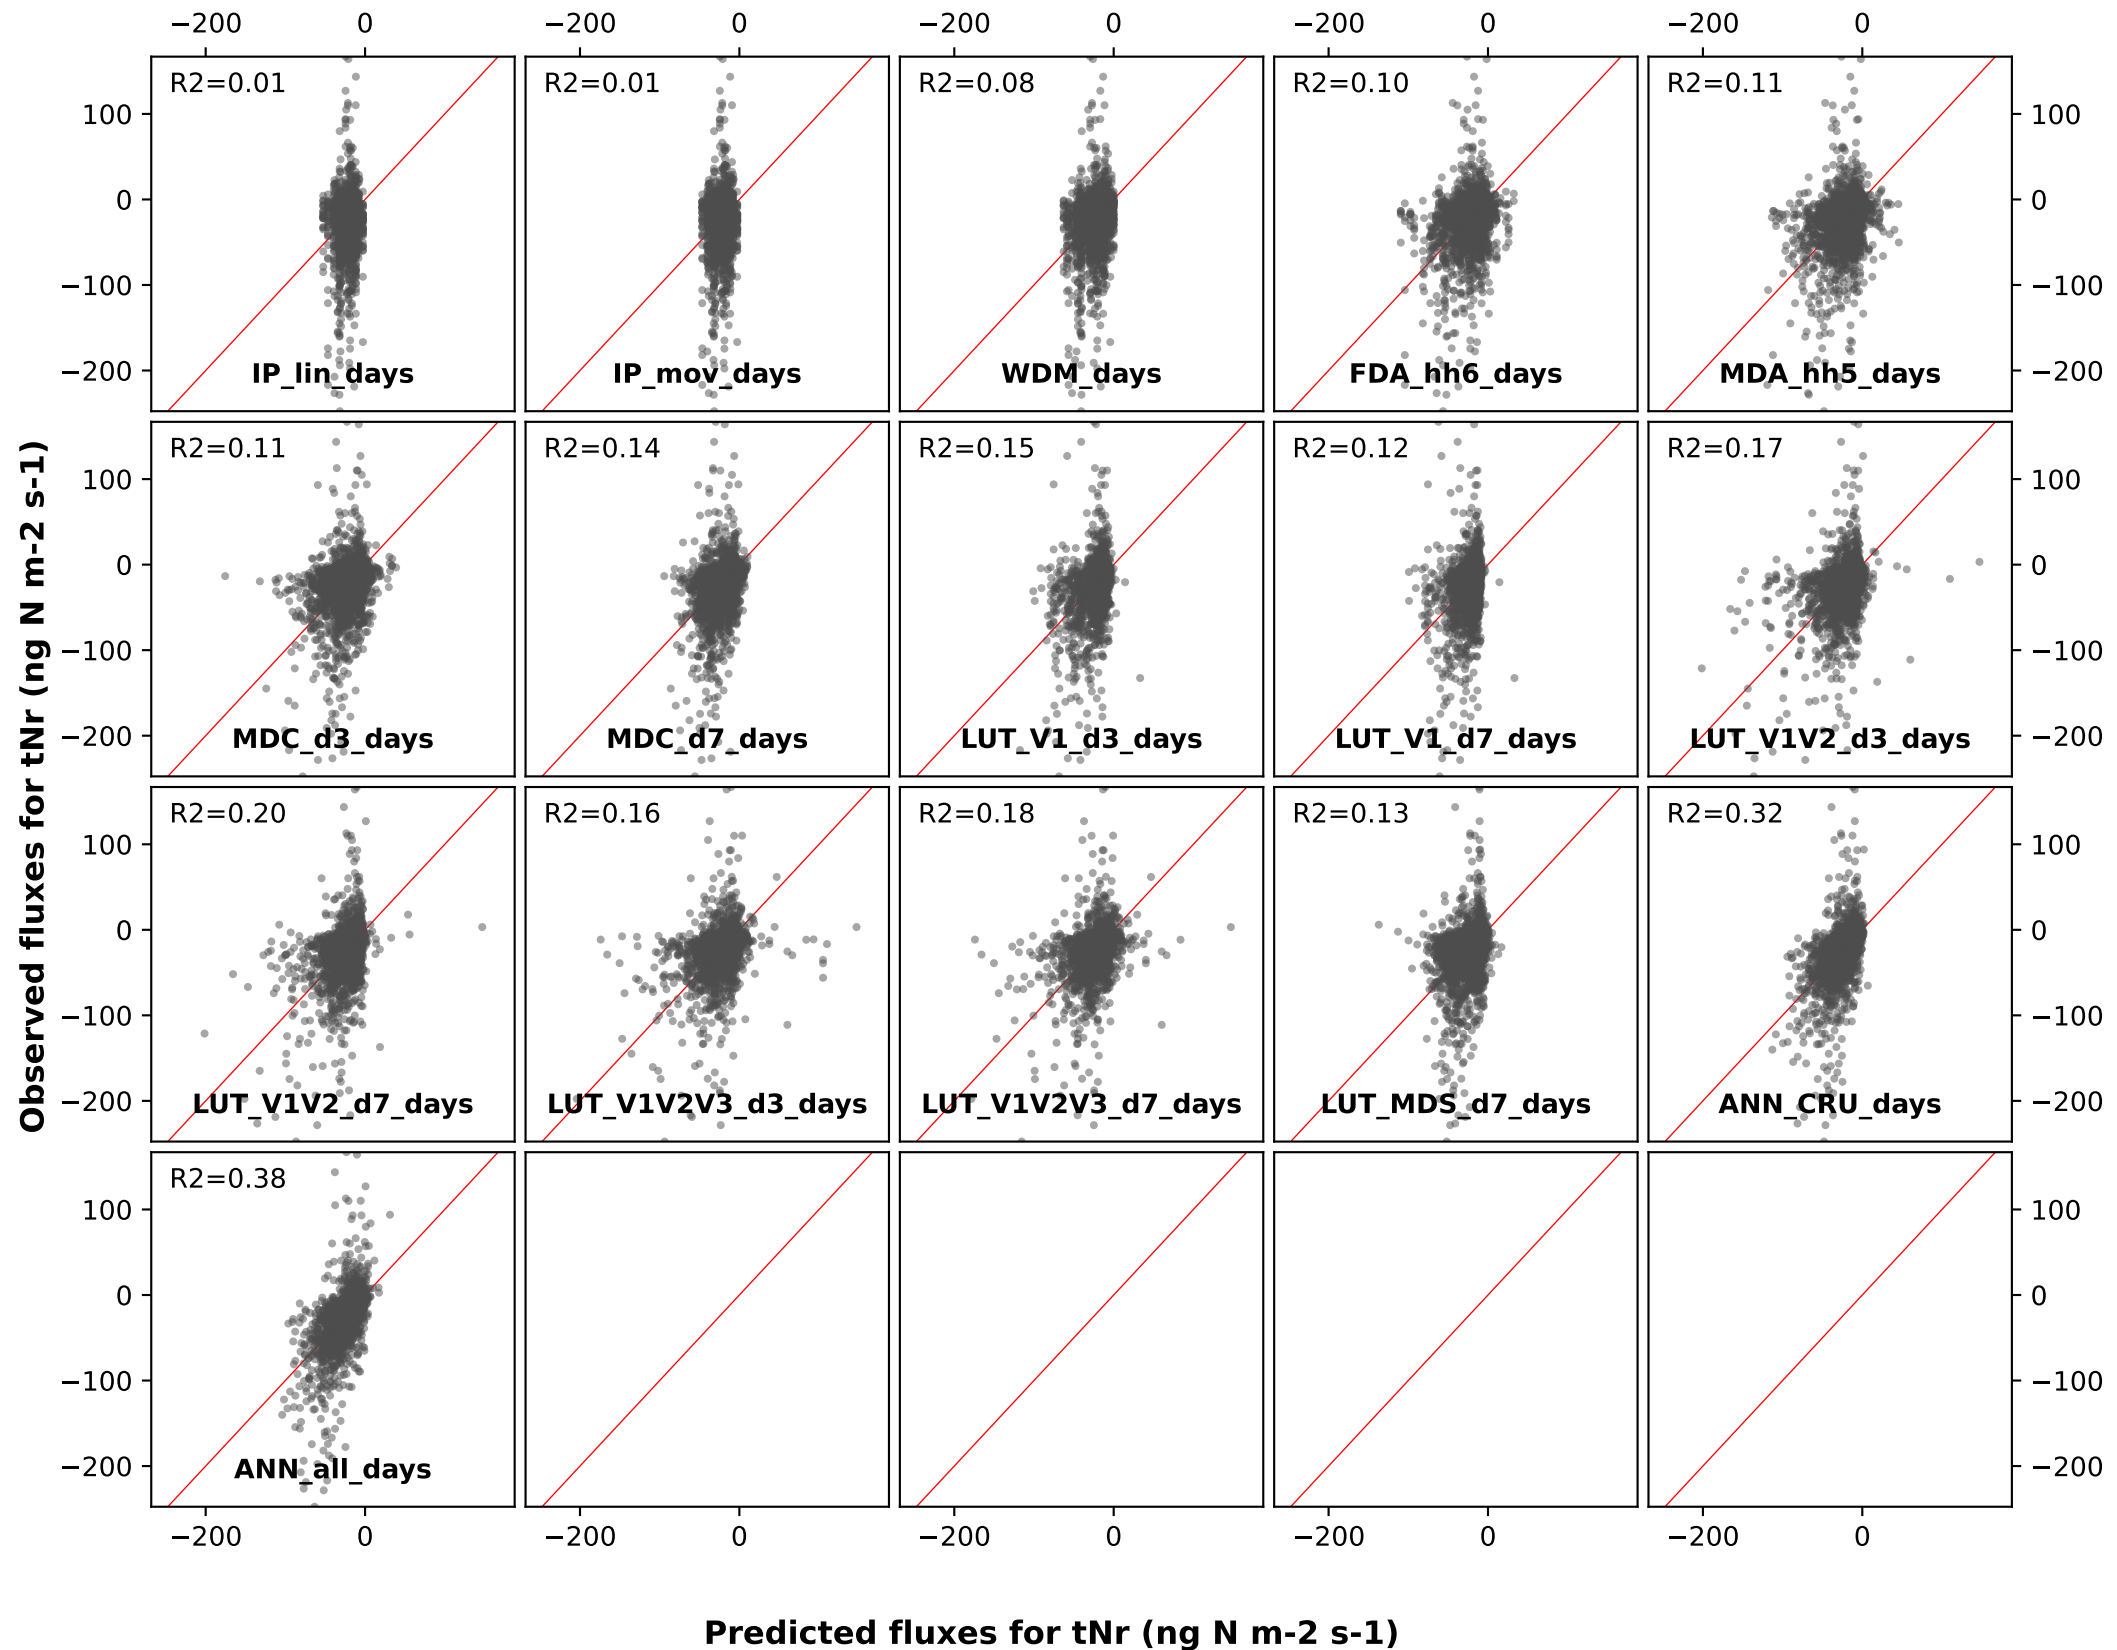 −200 0 −200 0 −200 0 −200 0 −200 0
R2=0.01 R2=0.01 R2=0.08 R2=0.10 R2=0.11
100 100
0 0
−100 −100
−200 −200
IP_lin_days IP_mov_days WDM_days FDA_hh6_days MDA_hh5_days
R2=0.11 R2=0.14 R2=0.15 R2=0.12 R2=0.17
100 100
0 0
−100 −100
−200 −200
MDC_d3_days MDC_d7_days LUT_V1_d3_days LUT_V1_d7_days LUT_V1V2_d3_days
Observed fluxes for tNr (ng N m-2 s-1)
R2=0.20 R2=0.16 R2=0.18 R2=0.13 R2=0.32
100 100
0 0
−100 −100
−200 −200
LUT_V1V2_d7_days LUT_V1V2V3_d3_days LUT_V1V2V3_d7_days LUT_MDS_d7_days ANN_CRU_days
R2=0.38
100 100
0 0
−100 −100
−200 −200
ANN_all_days
−200 0 −200 0 −200 0 −200 0 −200 0
Predicted fluxes for tNr (ng N m-2 s-1)